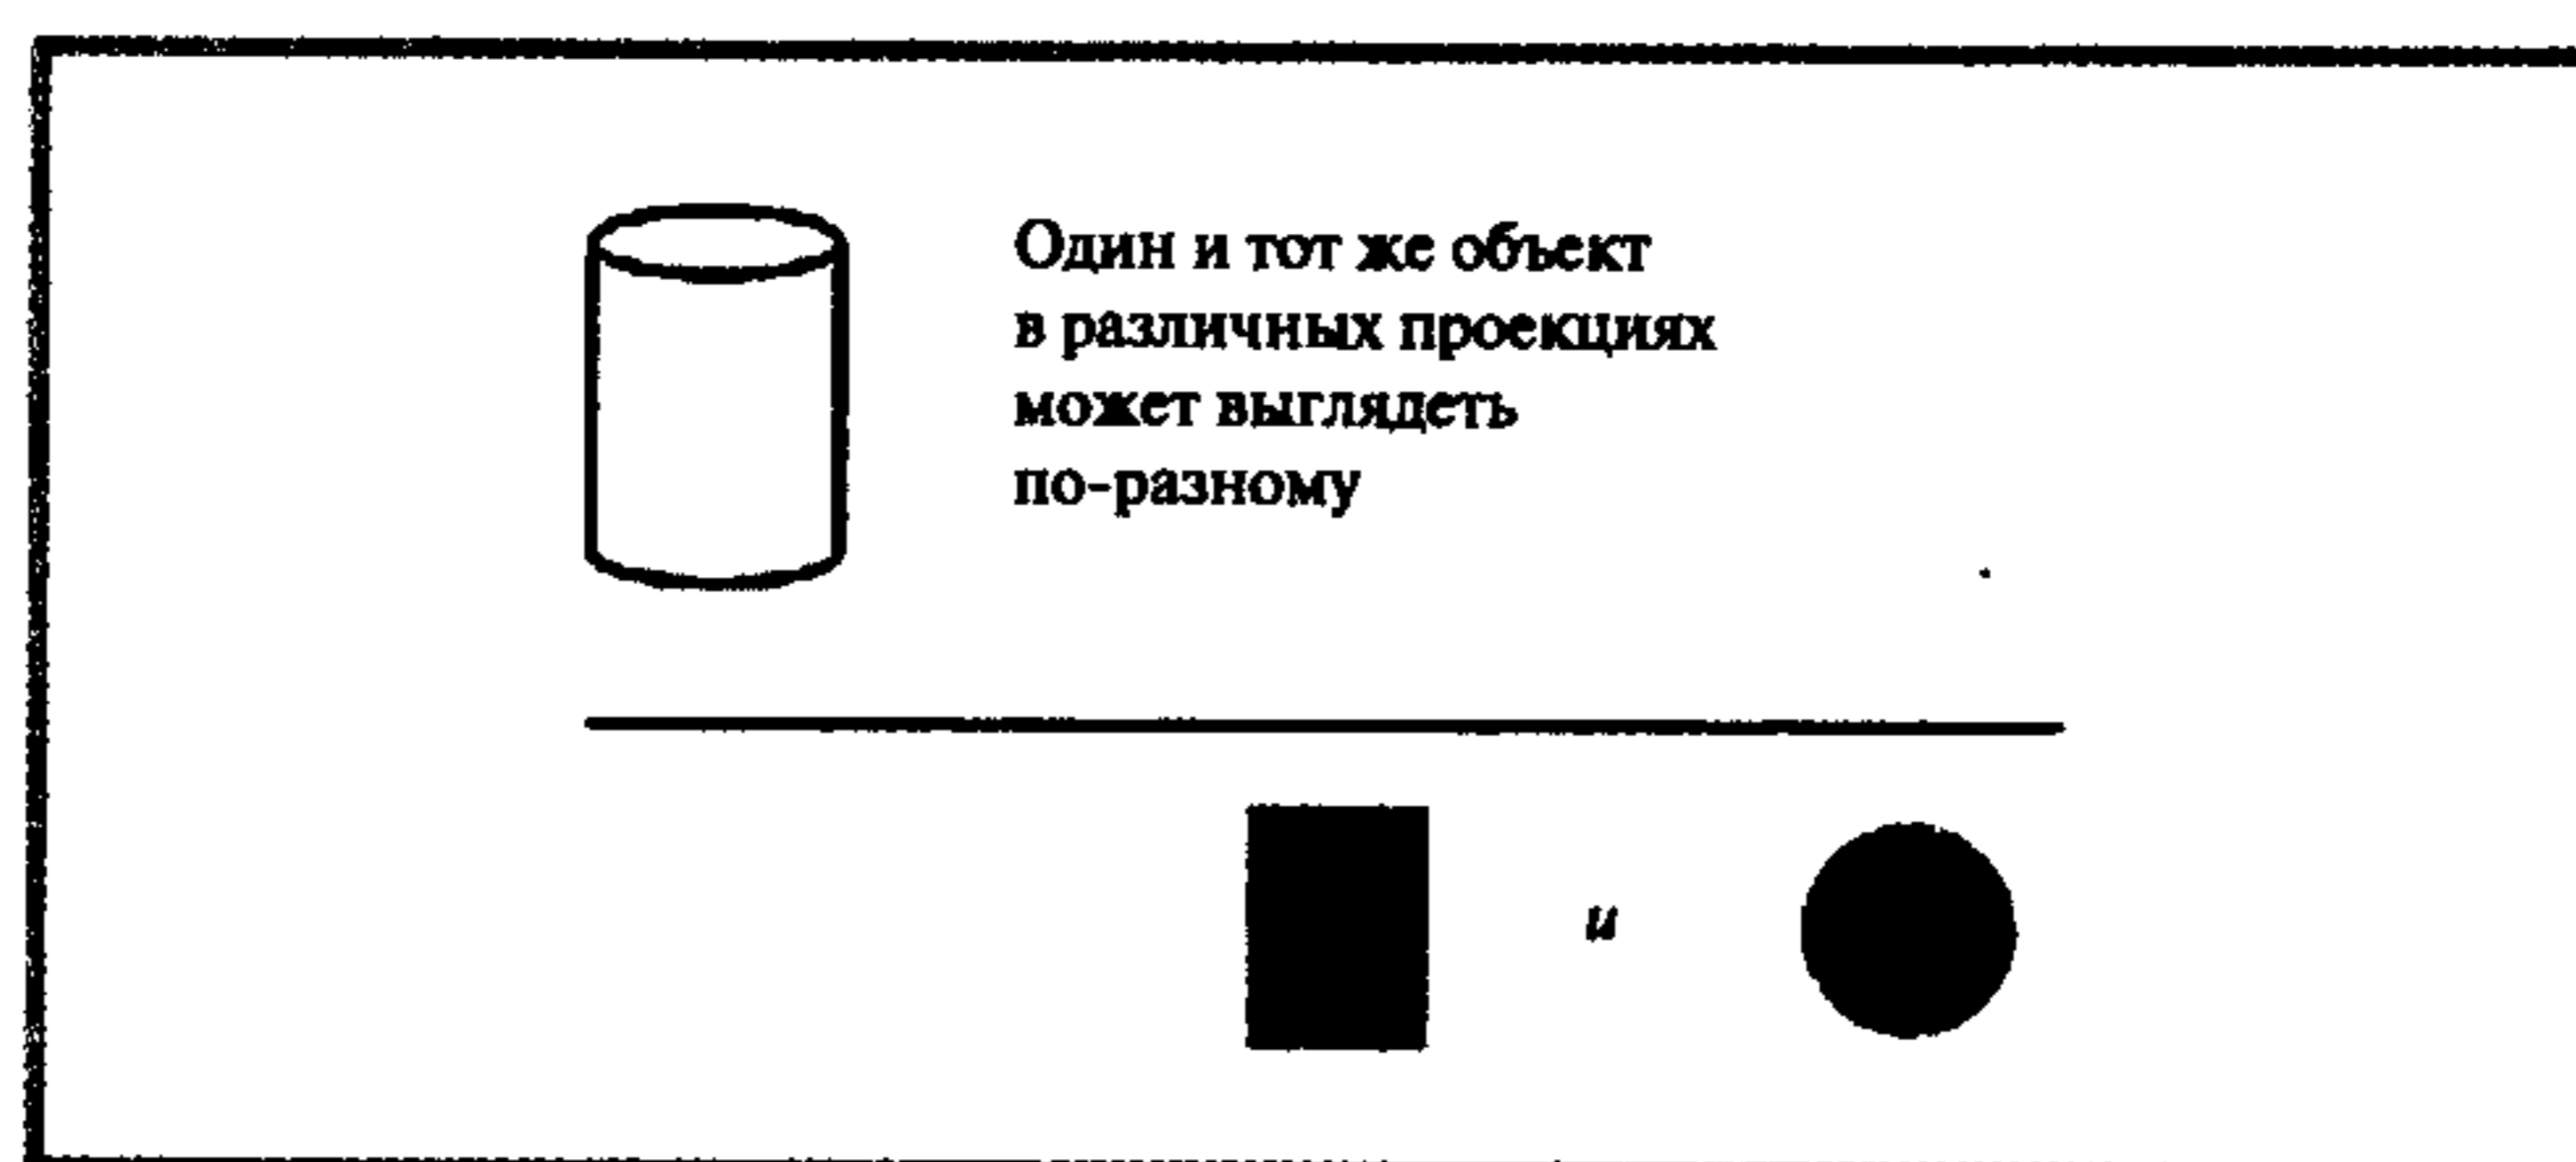 Один и тот же объект
в различных проекциях
может выглядеть
по-разному
и